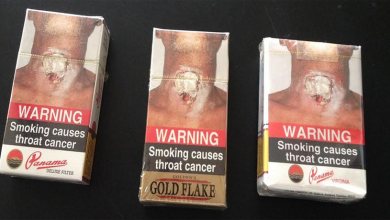 WARNING
Smoking causes
throat cancer
Panama
WARNING
Smoking causes
throat cancer
GOLD FLAKE
WARNING
Smoking causes
throat cancer
Panama